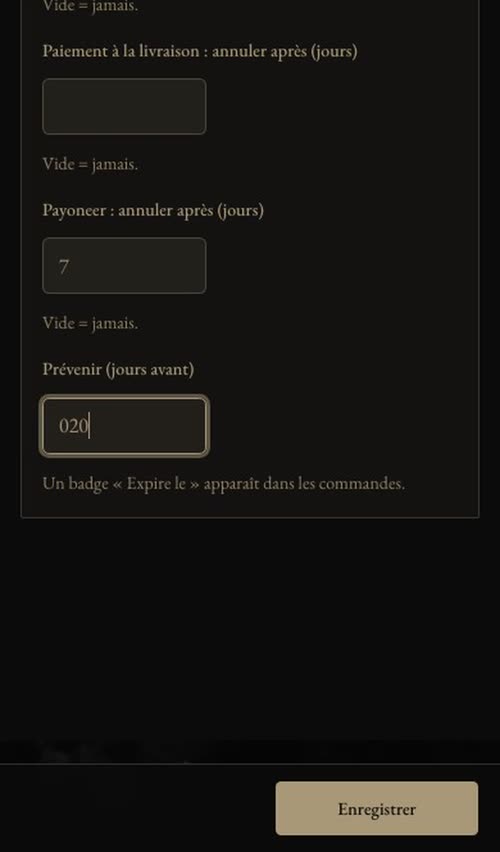 Vide = jamais.
Paiement à la livraison : annuler après (jours)
Vide = jamais.
Payoneer : annuler après (jours)
7
Vide = jamais.
Prévenir (jours avant)
020
Un badge « Expire le » apparaît dans les commandes.
Enregistrer